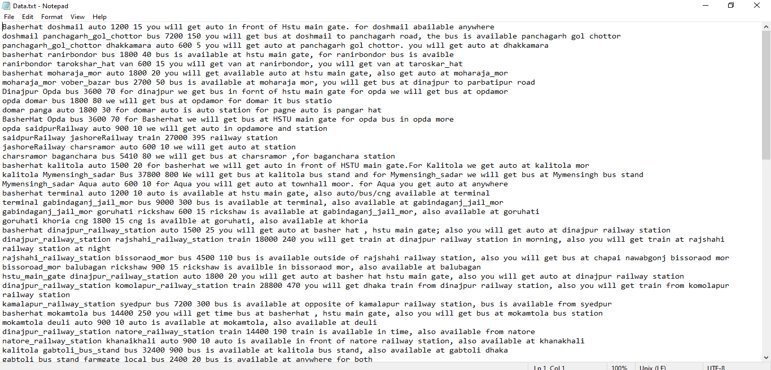 Data.txt - Notepad
File Edit Format View Help
Basherhat doshmail auto 1200 15 you will get auto in front of Hstu main gate. for doshmail abailable anywhere
doshmail panchagarh_gol_chottor bus 7200 150 you will get bus at doshmail to panchagarh road, the bus is available panchagarh gol chottor
panchagarh_gol_chottor dhakkamara auto 600 5 you will get auto at panchagarh gol chottor. you will get auto at dhakkamara
basherhat ranirbondor bus 1800 40 bus is available at hstu main gate, for ranirbondor bus is avaible
ranirbondor tarokshar_hat van 600 15 you will get van at ranirbondor, you will get van at taroskar_hat
basherhat moharaja_mor auto 1800 20 you will get available auto at hstu main gate, also get auto at moharaja_mor
moharaja_mor vober_bazar bus 2700 50 bus is available at moharaja mor, you will get bus at dinajpur to parbatipur road
Dinajpur Opda bus 3600 70 for dinajpur we get bus in fornt of hstu main gate for opda we will get bus at opdamor
opda domar bus 1800 80 we will get bus at opdamor for domar it bus statio
domar panga auto 1800 30 for domar auto is auto station for pagne auto is pangar hat
BasherHat Opda bus 3600 70 for Basherhat we will get bus at HSTU main gate for opda bus in opda more
opda saidpurRailway auto 900 10 we will get auto in opdamore and station
saidpurRailway jashoreRailway train 27000 395 railway station
jashoreRailway charsramor auto 600 10 we will get auto at station
charsramor baganchara bus 5410 80 we will get bus at charsramor ,for baganchara station
basherhat kalitola auto 1500 20 for basherhat we will get auto in front of HSTU main gate.For Kalitola we get auto at kalitola mor
kalitola Mymensingh_sadar Bus 37800 800 We will get bus at kalitola bus stand and for Mymensingh_sadar we will get bus at Mymensingh bus stand
Mymensingh_sadar Aqua auto 600 10 for Aqua you will get auto at townhall moor. for Aqua you get auto at anywhere
basherhat terminal auto 1200 10 auto is available at hstu main gate, also auto/bus/cng available at terminal
terminal gabindaganj_jail_mor bus 9000 300 bus is available at terminal, also available at gabindaganj_jail_mor
gabindaganj_jail_mor goruhati rickshaw 600 15 rickshaw is available at gabindaganj_jail_mor, also available at goruhati
goruhati khoria cng 1800 15 cng is availble at goruhati, also available at khoria
basherhat dinajpur_railway_station auto 1500 25 you will get auto at basher hat , hstu main gate; also you will get auto at dinajpur railway station
dinajpur_railway_station rajshahi_railway_station train 18000 240 you will get train at dinajpur railway station in morning, also you will get train at rajshahi
railway station at night
rajshahi_railway_station bissoraod_mor bus 4500 110 bus is available outside of rajshahi railway station, also you will get bus at chapai nawabgonj bissoraod mor
bissoraod_mor balubagan rickshaw 900 15 rickshaw is availble in bissoraod mor, also available at balubagan
hstu_main_gate dinajpur_railway_station auto 1800 20 you will get auto at basher hat hstu main gate, also you will get auto at dinajpur railway station
dinajpur_railway_station komolapur_railway_station train 28800 470 you will get dhaka train from dinajpur railway station, also you will get train from komolapur
railway station
kamalapur_railway_station syedpur bus 7200 300 bus is available at opposite of kamalapur railway station, bus is available from syedpur
basherhat mokamtola bus 14400 250 you will get time bus at basherhat , hstu main gate, also you will get bus at mokamtola bus station
mokamtola deuli auto 900 10 auto is available at mokamtola, also available at deuli
dinajpur_railway_station natore_railway_station train 14400 190 train is available in time, also available from natore
natore_railway_station khanaikhali auto 900 10 auto is available in front of natore railway station, also available at khanakhali
kalitola gabtoli_bus_stand bus 32400 900 bus is available at kalitola bus stand, also available at gabtoli dhaka
gabtoli bus stand farmgate local bus 2400 20 bus is available at anywhere for both
Ln 1, Col 1 100% Unix (LF) UTF-8